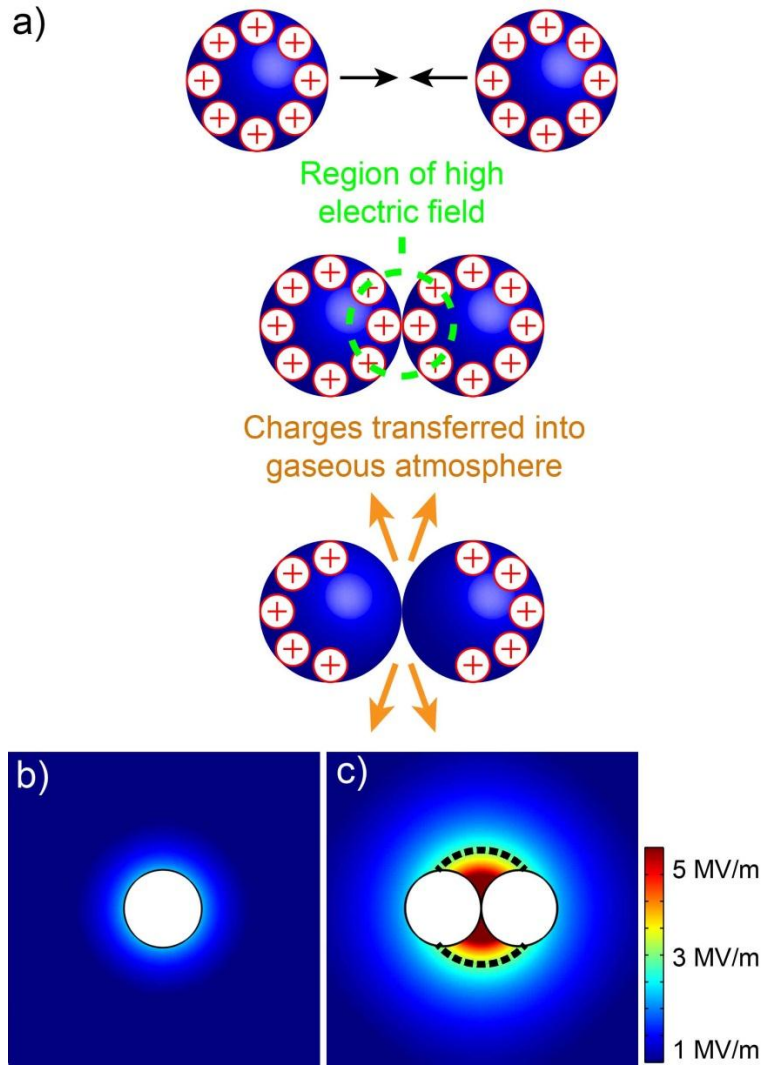 a)
+ + + + + + + + + + + + + + + +
Region of high
electric field
+ + + + + + + + + + + + + + + +
Charges transferred into
gaseous atmosphere
+ + + + + + + + + +
b)
c)
5 MV/m
3 MV/m
1 MV/m